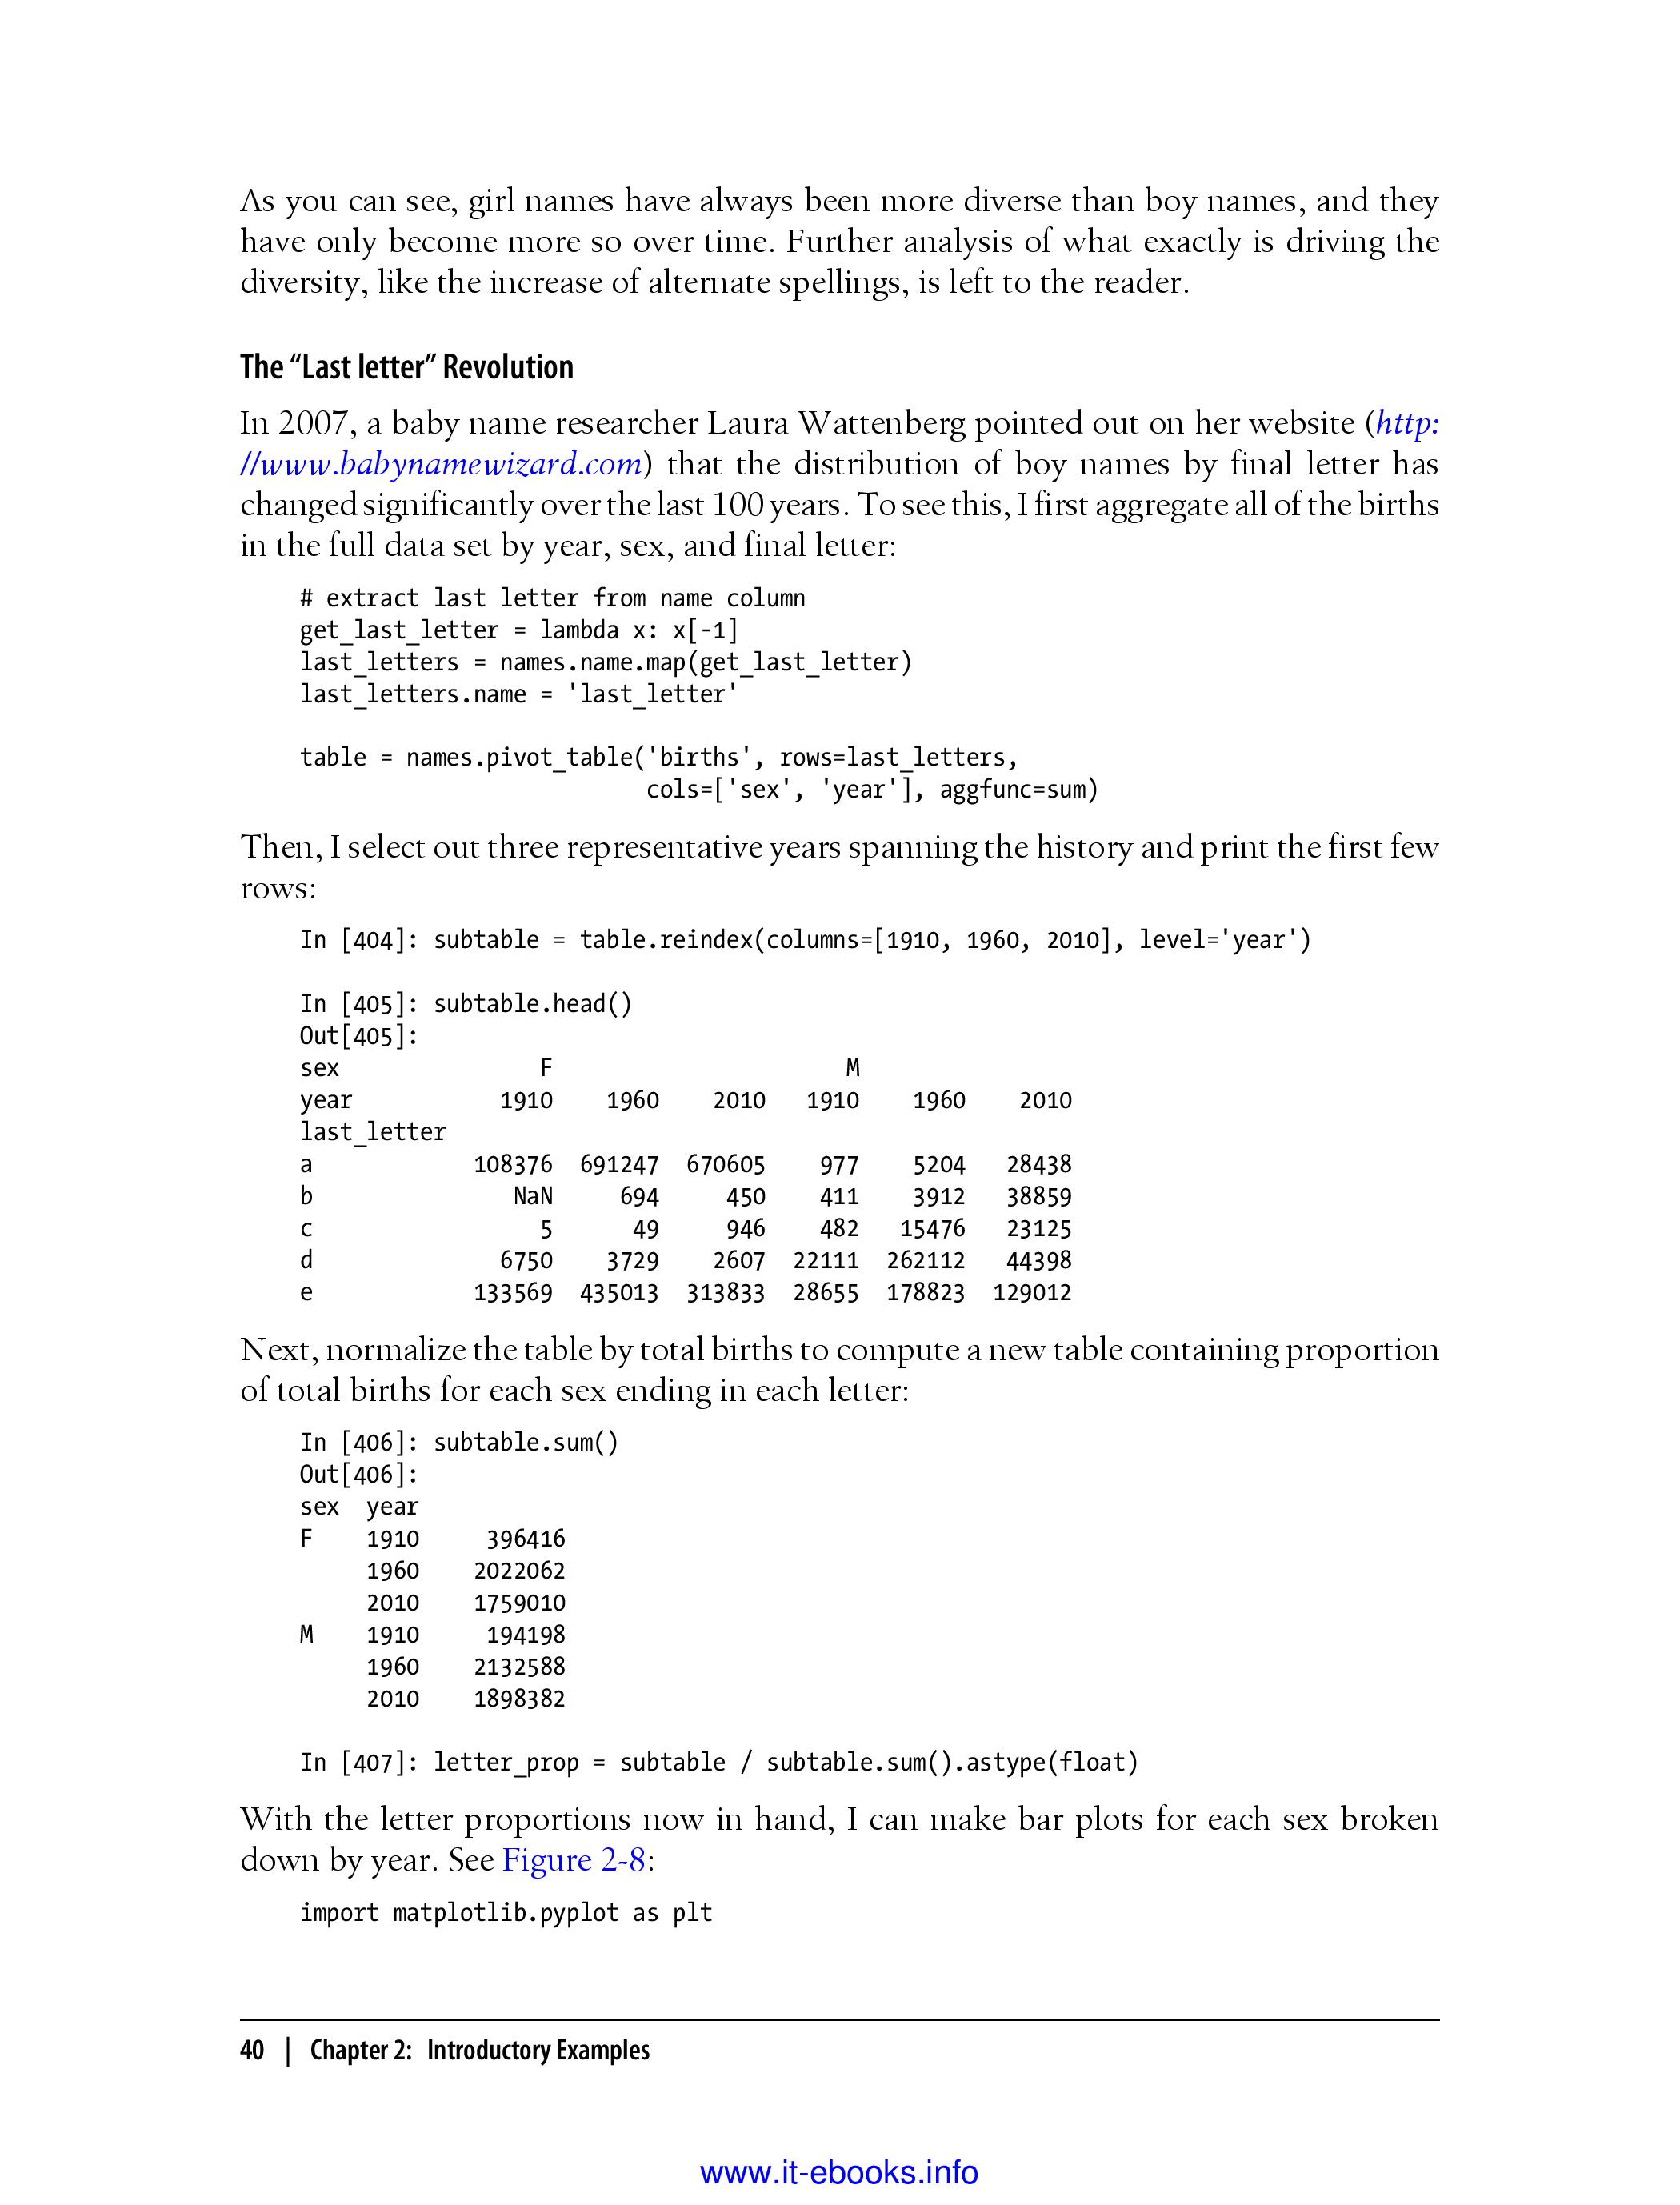 As you can see, girl names have always been more diverse than boy names, and they
have only become more so over time. Further analysis of what exactly is driving the
diversity, like the increase of alternate spellings, is left to the reader.
The “Last letter” Revolution
In 2007, a baby name researcher Laura Wattenberg pointed out on her website (http:
//www.babynamewizard.com) that the distribution of boy names by final letter has
changed significantly over the last 100 years. To see this, I first aggregate all of the births
in the full data set by year, sex, and final letter:
# extract last letter from name column
get_last_letter = lambda x: x[-1]
last_letters = names.name.map(get_last_letter)
last_letters.name = 'last_letter'
table = names.pivot_table('births', rows=last_letters,
                          cols=['sex', 'year'], aggfunc=sum)
Then, I select out three representative years spanning the history and print the first few
rows:
In [404]: subtable = table.reindex(columns=[1910, 1960, 2010], level='year')
In [405]: subtable.head()
Out[405]:
sex               F                      M
year           1910    1960    2010   1910    1960    2010
last_letter
a            108376  691247  670605    977    5204   28438
b               NaN     694     450    411    3912   38859
c                 5      49     946    482   15476   23125
d              6750    3729    2607  22111  262112   44398
e            133569  435013  313833  28655  178823  129012
Next, normalize the table by total births to compute a new table containing proportion
of total births for each sex ending in each letter:
In [406]: subtable.sum()
Out[406]:
sex  year
F    1910     396416
     1960    2022062
     2010    1759010
M    1910     194198
     1960    2132588
     2010    1898382
In [407]: letter_prop = subtable / subtable.sum().astype(float)
With the letter proportions now in hand, I can make bar plots for each sex broken
down by year. See Figure 2-8:
import matplotlib.pyplot as plt
40 | Chapter 2: Introductory Examples
www.it-ebooks.info